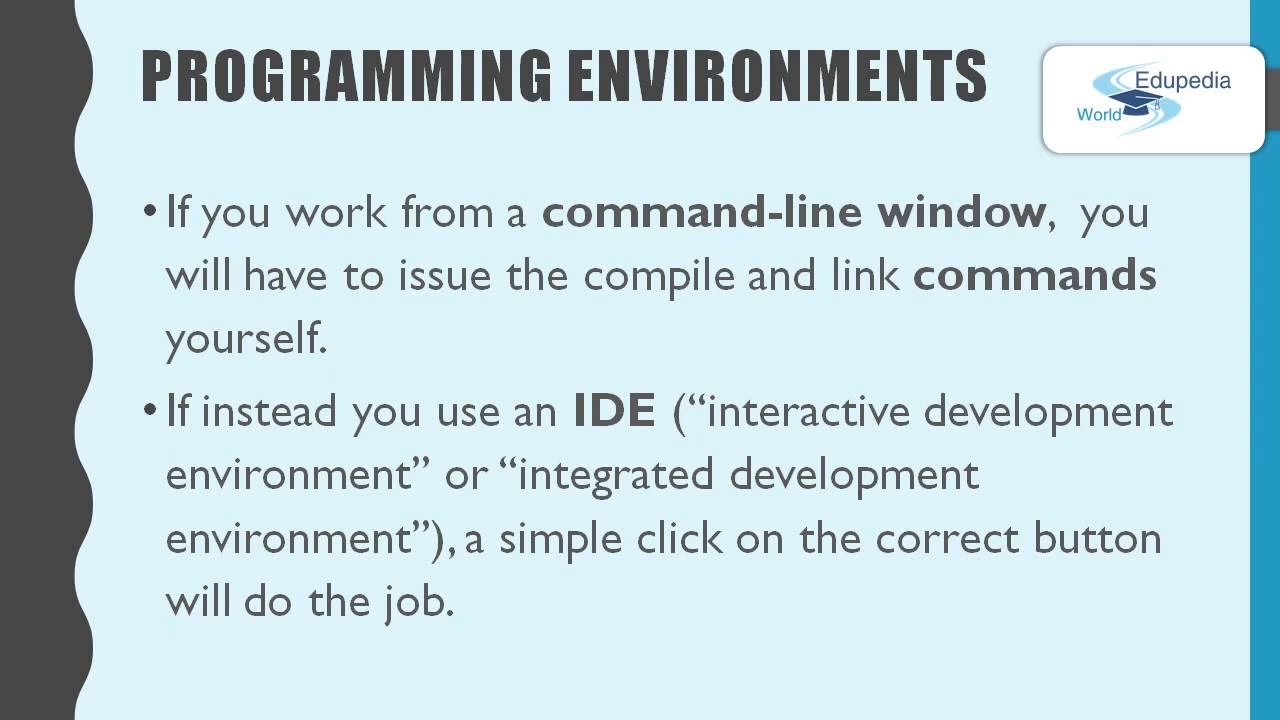 PROGRAMMING ENVIRONMENTS
Edupedia
World
• If you work from a command-line window,  you
will have to issue the compile and link commands
yourself.
• If instead you use an IDE (“interactive development
environment” or “integrated development
environment”), a simple click on the correct button
will do the job.